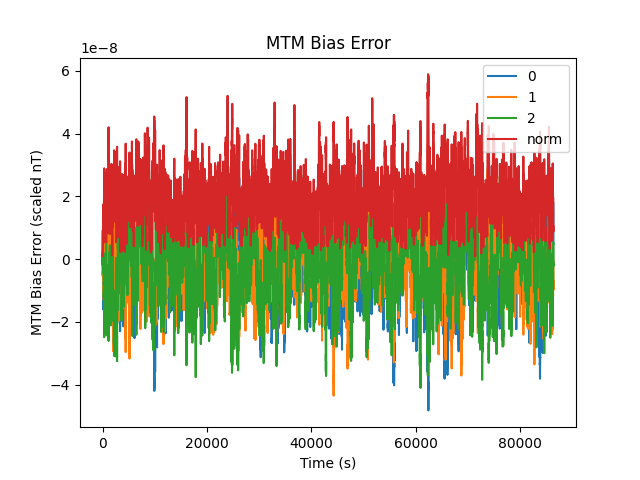 MTM Bias Error
1e−8
6
4
2
0
−2
−4
MTM Bias Error (scaled nT)
0
20000
40000
60000
80000
Time (s)
0
1
2
norm